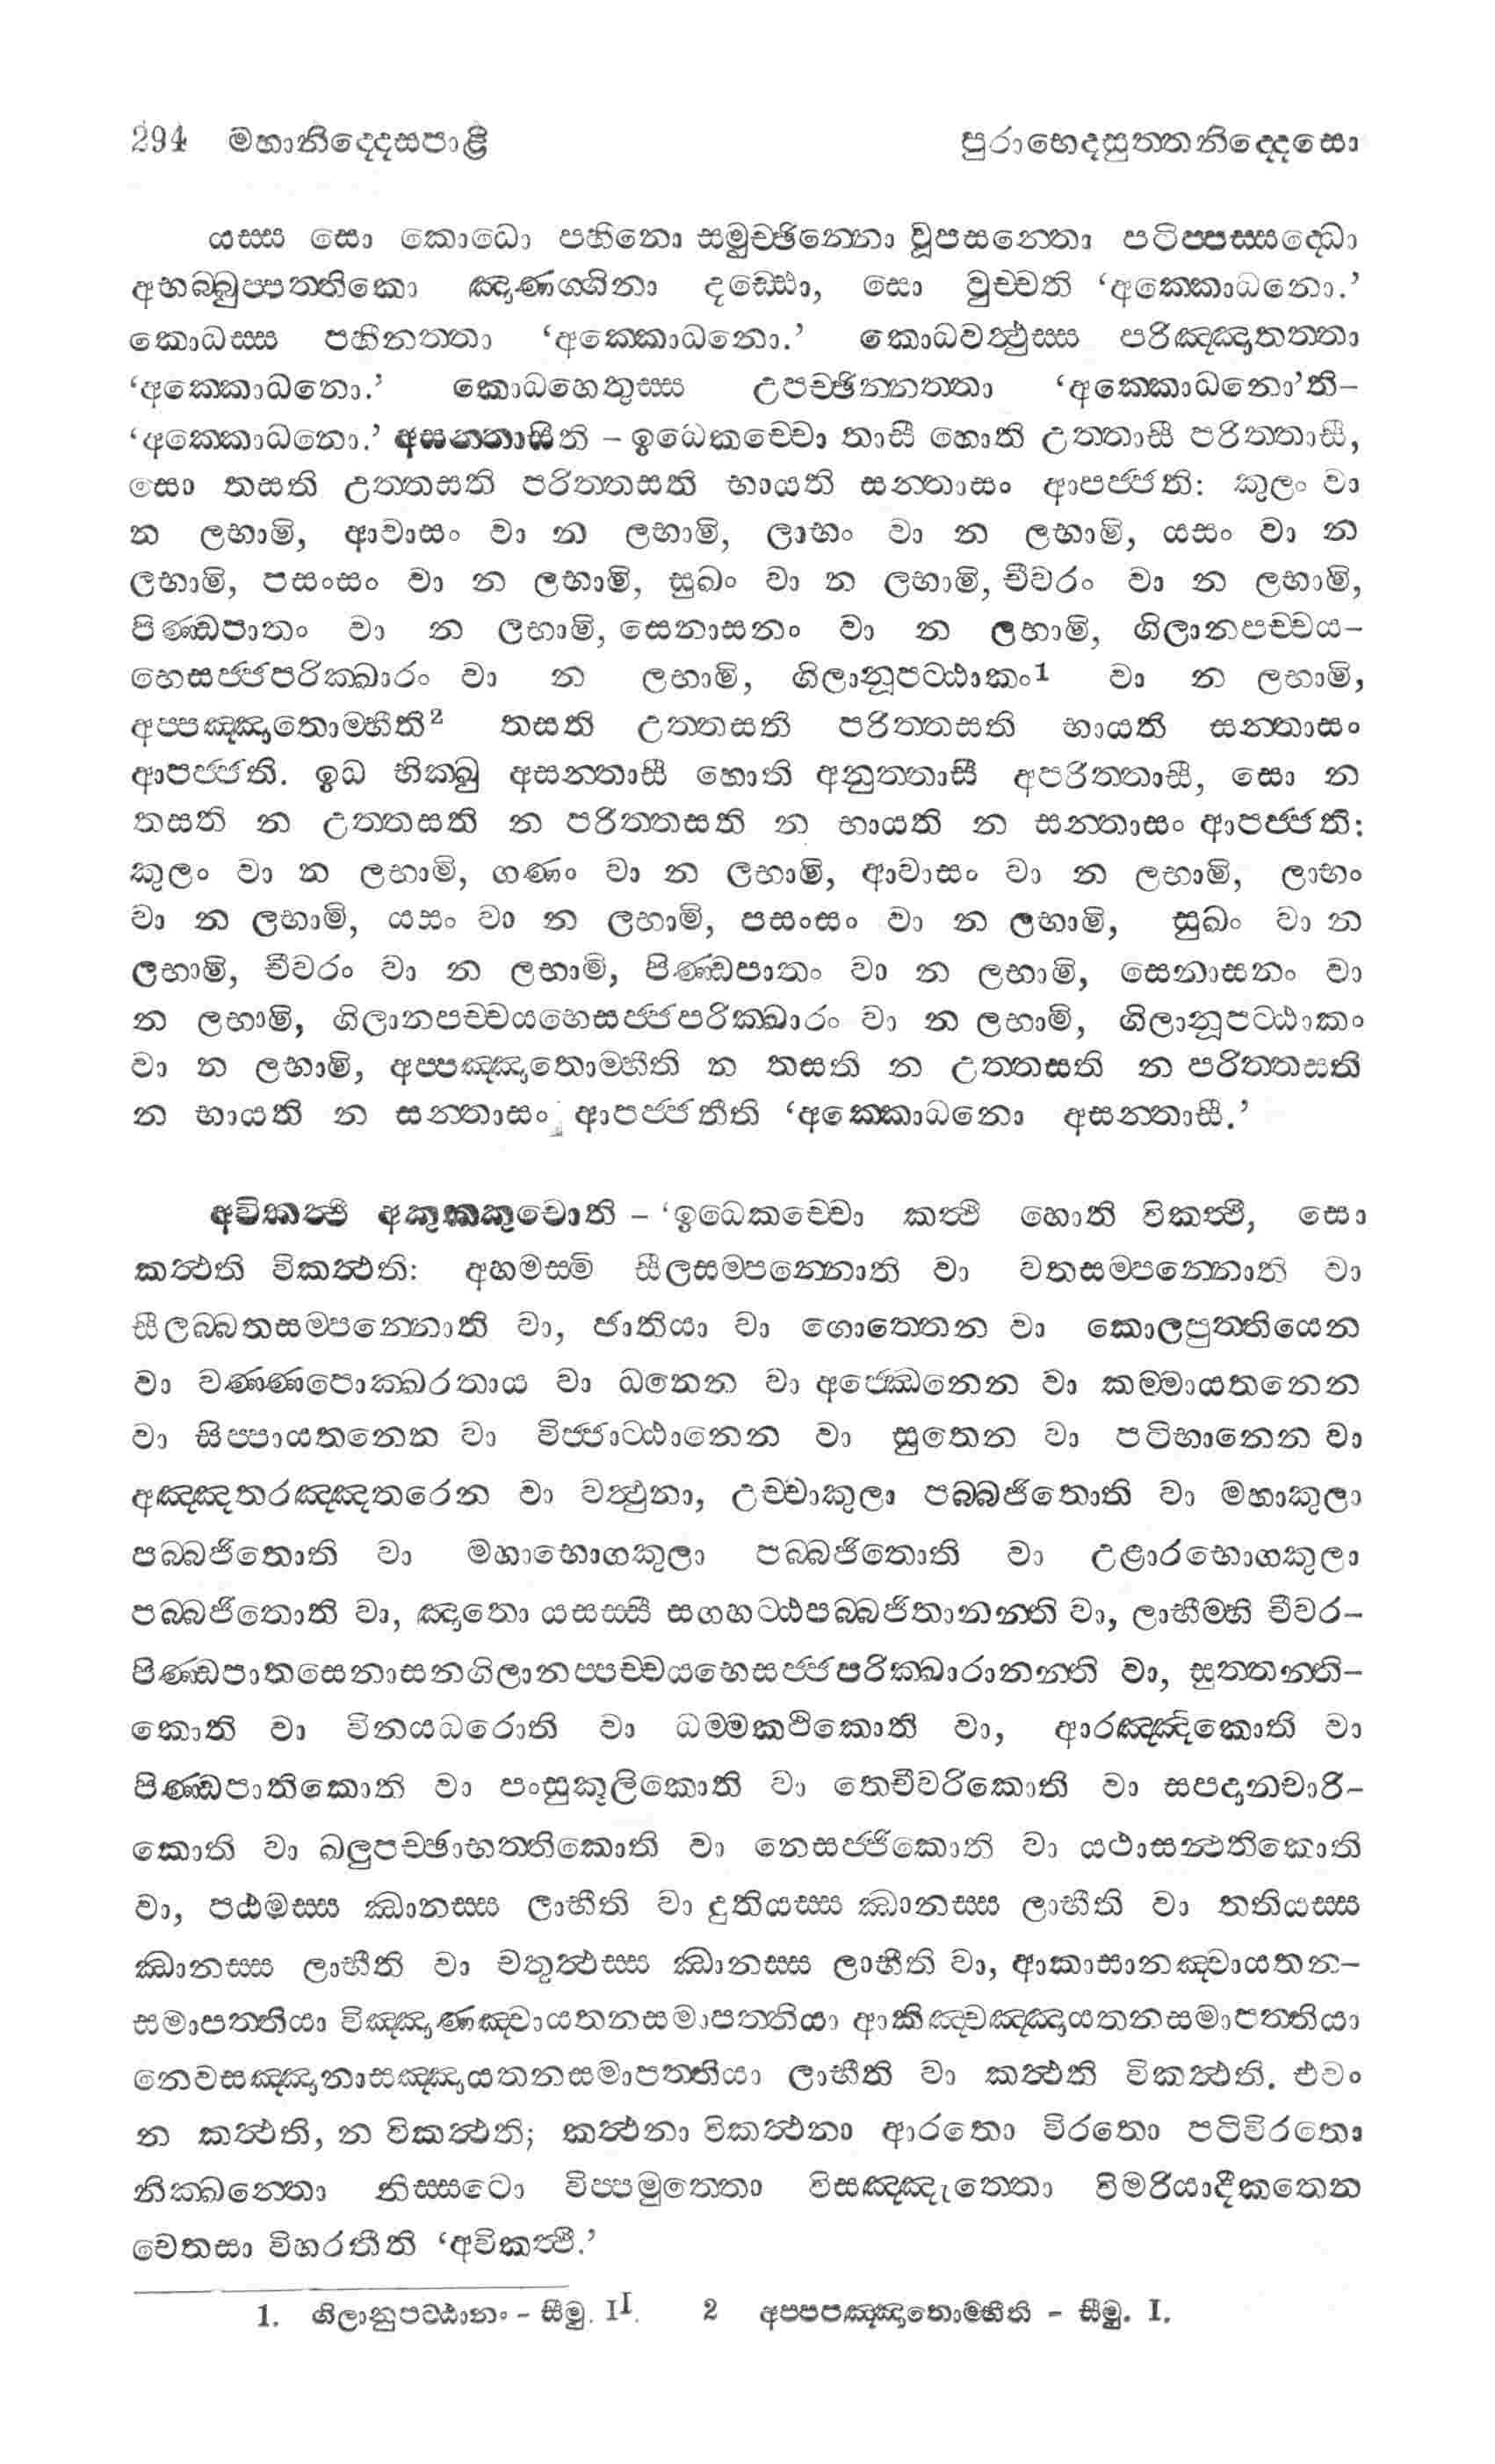 294 මහානිද්දෙසපාළි පුරාභෙදසුත්තනිද්දෙසො
යස්ස සො කොධො පහීනො සමුච්ඡින්නො වූපසන්තො පටිප්පස්සද්ධො
අභබ්බුප්පත්තිකො ඤාණග්ගිනා දඩ්ඪො, සො වුච්චති ‘අක්කොධනො.’
කොධස්ස පහීනත්තා ‘අක්කොධනො.’ කොධවත්ථුස්ස පරිඤ්ඤාතත්තා
‘අක්කොධනො.’ කොධහෙතුස්ස උපච්ඡින්නත්තා ‘අක්කොධනො’ති–
‘අක්කොධනො.’ අසන්තාසීති – ඉධෙකච්චො තාසී හොති උත්තාසී පරිත්තාසී,
සො තසති උත්තසති පරිත්තසති භායති සන්තාසං ආපජ්ජති: කුලං වා
න ලභාමි, ආවාසං වා න ලභාමි, ලාභං වා න ලභාමි, යසං වා න
ලභාමි, පසංසං වා න ලභාමි, සුඛං වා න ලභාමි, චීවරං වා න ලභාමි,
පිණ්ඩපාතං වා න ලභාමි, සෙනාසනං වා න ලභාමි, ගිලානපච්චය–
භෙසජ්ජපරික්ඛාරං වා න ලභාමි, ගිලානූපට්ඨාකං1 වා න ලභාමි,
අප්පඤ්ඤාතොම්හීති2 තසති උත්තසති පරිත්තසති භායති සන්තාසං
ආපජ්ජති. ඉධ භික්ඛු අසන්තාසී හොති අනුත්තාසී අපරිත්තාසී, සො න
තසති න උත්තසති න පරිත්තසති න භායති න සන්තාසං ආපජ්ජති:
කුලං වා න ලභාමි, ගණං වා න ලභාමි, ආවාසං වා න ලභාමි, ලාභං
වා න ලභාමි, යසං වා න ලභාමි, පසංසං වා න ලභාමි, සුඛං වා න
ලභාමි, චීවරං වා න ලභාමි, පිණ්ඩපාතං වා න ලභාමි, සෙනාසනං වා
න ලභාමි, ගිලානපච්චයභෙසජ්ජපරික්ඛාරං වා න ලභාමි, ගිලානූපට්ඨාකං
වා න ලභාමි, අප්පඤ්ඤාතොම්හීති න තසති න උත්තසති න පරිත්තසති
න භායති න සන්තාසං ආපජ්ජතීති ‘අක්කොධනො අසන්තාසී.’
අවිකත්ථී අකුක්කුචොති – ‘ඉධෙකච්චො කත්ථී හොති විකත්ථී, සො
කත්ථති විකත්ථති: අහමස්මි සීලසම්පන්නොති වා වතසම්පන්නොති වා
සීලබ්බතසම්පන්නොති වා, ජාතියා වා ගොත්තෙන වා කොලපුත්තියෙන
වා වණ්ණපොක්ඛරතාය වා ධනෙන වා අජ්ඣෙනෙන වා කම්මායතනෙන
වා සිප්පායතනෙන වා විජ්ජාට්ඨානෙන වා සුතෙන වා පටිභානෙන වා
අඤ්ඤතරඤ්ඤතරෙන වා වත්ථුනා, උච්චාකුලා පබ්බජිතොති වා මහාකුලා
පබ්බජිතොති වා මහාභොගකුලා පබ්බජිතොති වා උළාරභොගකුලා
පබ්බජිතොති වා, ඤාතො යසස්සී සගහට්ඨපබ්බජිතානන්ති වා, ලාභීම්හි චීවර–
පිණ්ඩපාතසෙනාසනගිලානප්පච්චයභෙසජ්ජපරික්ඛාරානන්ති වා, සුත්තන්ති–
කොති වා විනයධරොති වා ධම්මකථිකොති වා, ආරඤ්ඤිකොති වා
පිණ්ඩපාතිකොති වා පංසුකූලිකොති වා තෙචීවරිකොති වා සපදානචාරි–
කොති වා ඛලුපච්ඡාභත්තිකොති වා නෙසජ්ජිකොති වා යථාසන්ථතිකොති
වා, පඨමස්ස ඣානස්ස ලාභීති වා දුතියස්ස ඣානස්ස ලාභීති වා තතියස්ස
ඣානස්ස ලාභීති වා චතුත්ථස්ස ඣානස්ස ලාභීති වා, ආකාසානඤ්චායතන–
සමාපත්තියා විඤ්ඤාණඤ්චායතනසමාපත්තියා ආකිඤ්චඤ්ඤායතනසමාපත්තියා
නෙවසඤ්ඤානාසඤ්ඤායතනසමාපත්තියා ලාභීති වා කත්ථති විකත්ථති. එවං
න කත්ථති, න විකත්ථති; කත්ථනා විකත්ථනා ආරතො විරතො පටිවිරතො
නික්ඛන්තො නිස්සටො විප්පමුත්තො විසඤ්ඤුත්තො විමරියාදීකතෙන
චෙතසා විහරතීති ‘අවිකත්ථී.’
1. ගිලානුපට්ඨානං – සීමු. II. 2 අප්පපඤ්ඤාතොම්හීති – සීමු. I.